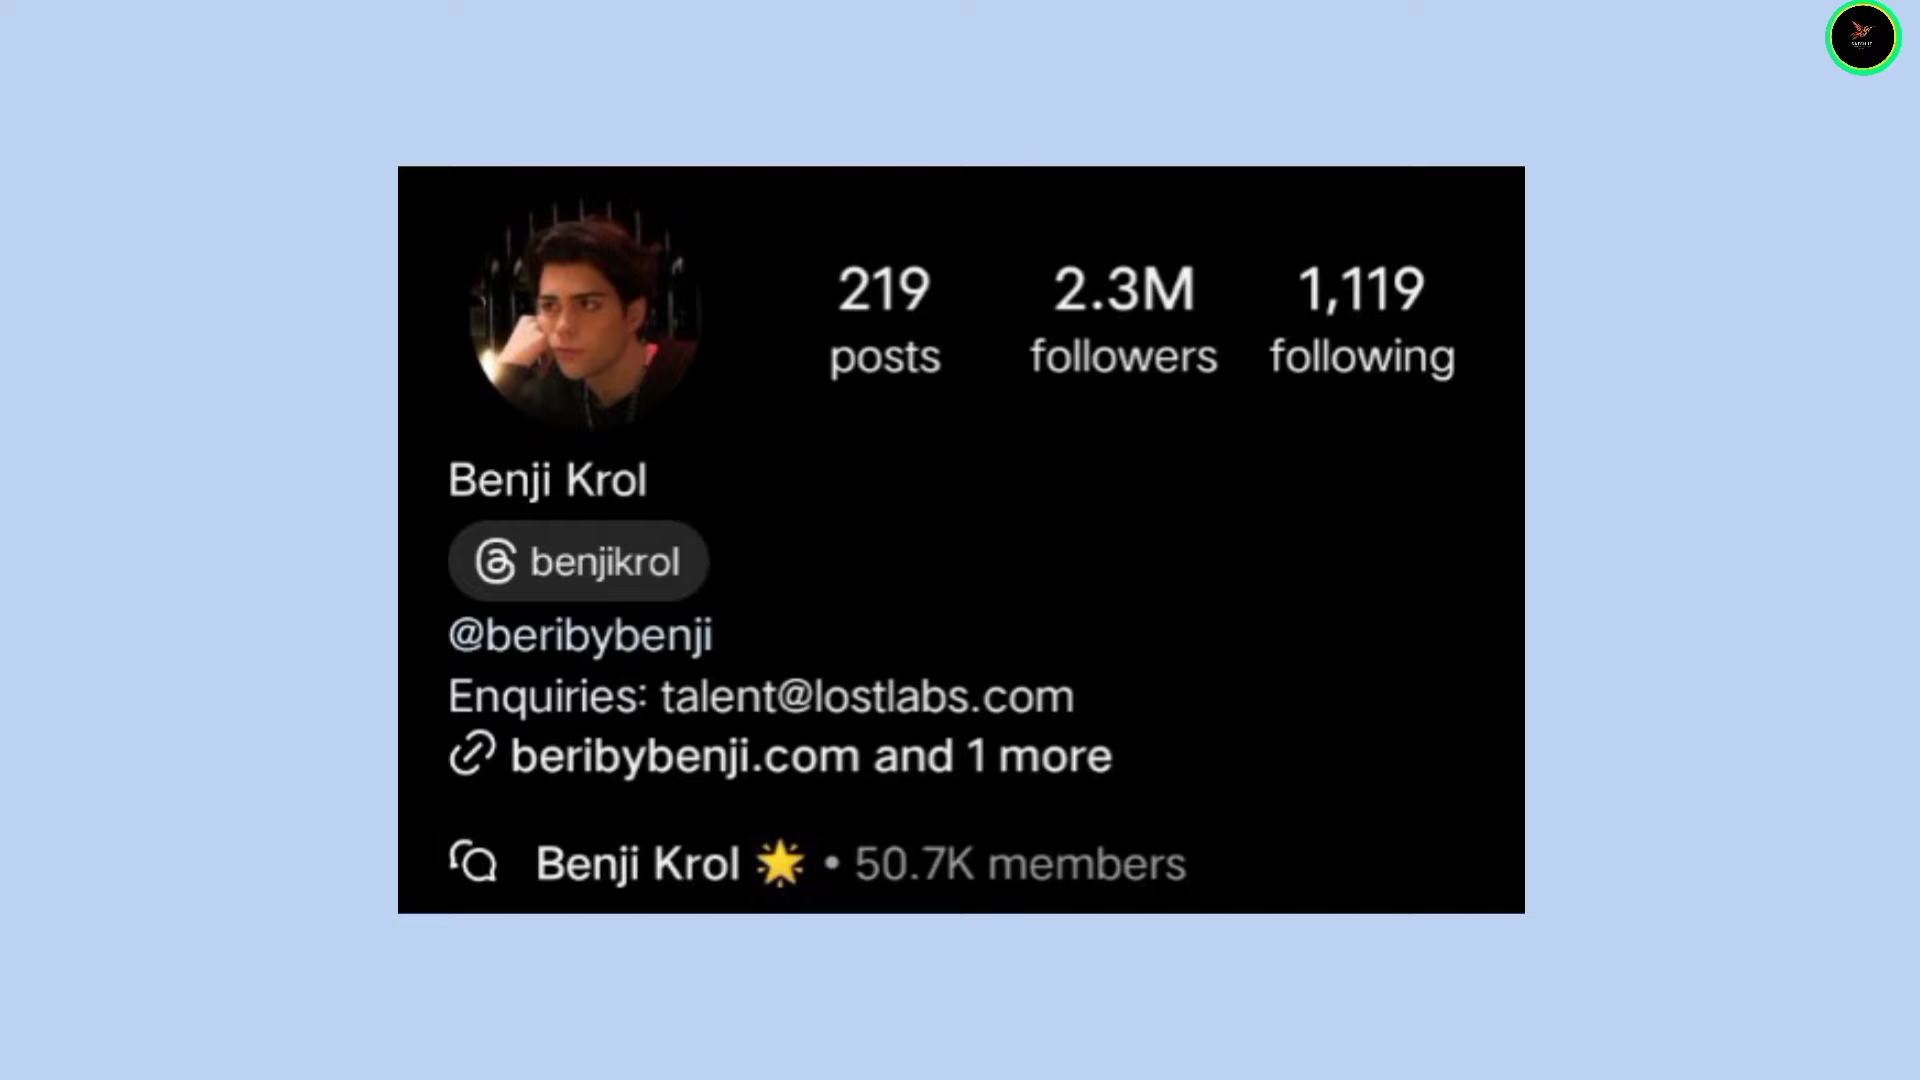 219 2.3M 1,119
posts followers following
Benji Krol
benjikrol
@beribybenji
Enquiries: talent@lostlabs.com
beribybenji.com and 1 more
Benji Krol 🌟 • 50.7K members